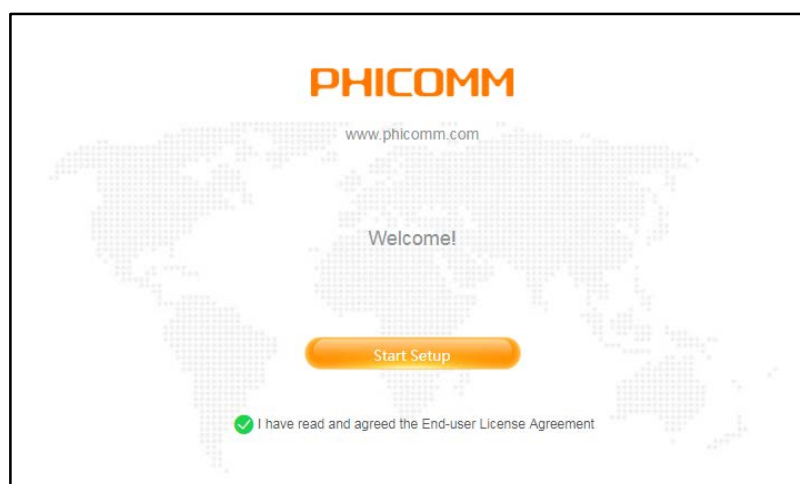 PHICOMM
www.phicomm.com
Welcome!
Start Setup
I have read and agreed the End-user License Agreement